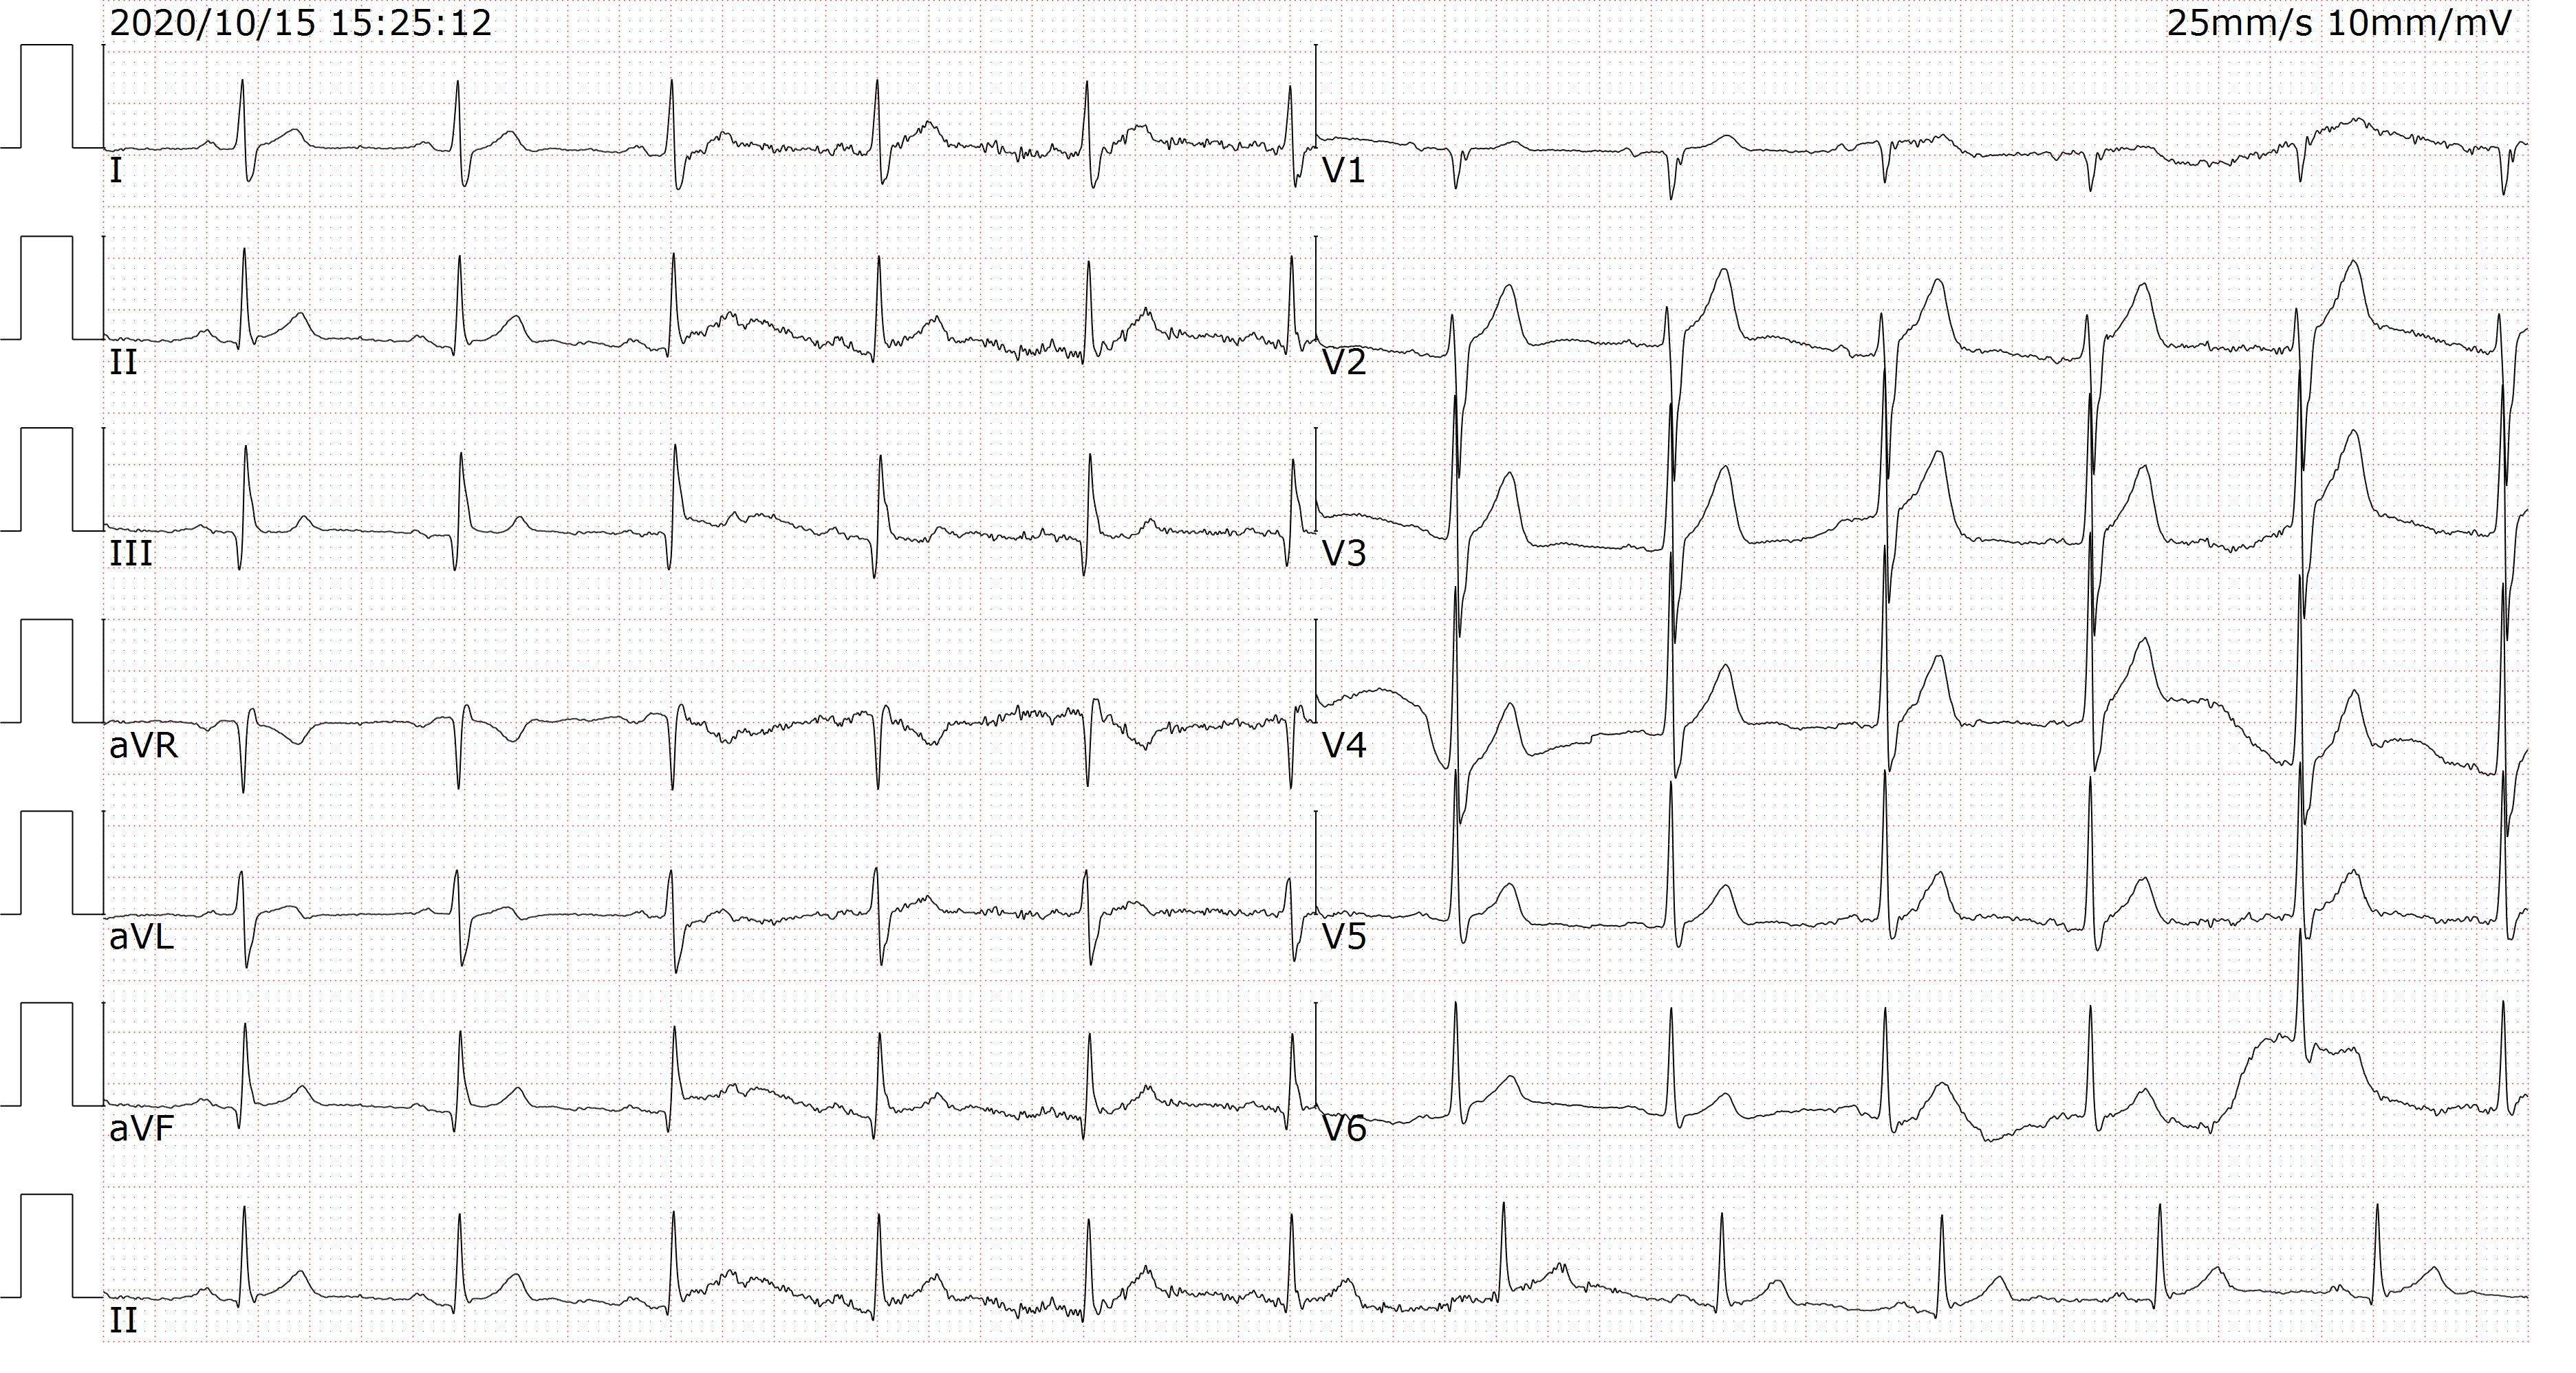 2020/10/15 15:25:12
25mm/s 10mm/mV
I
V1
II
V2
III
V3
aVR
V4
aVL
V5
aVF
V6
II